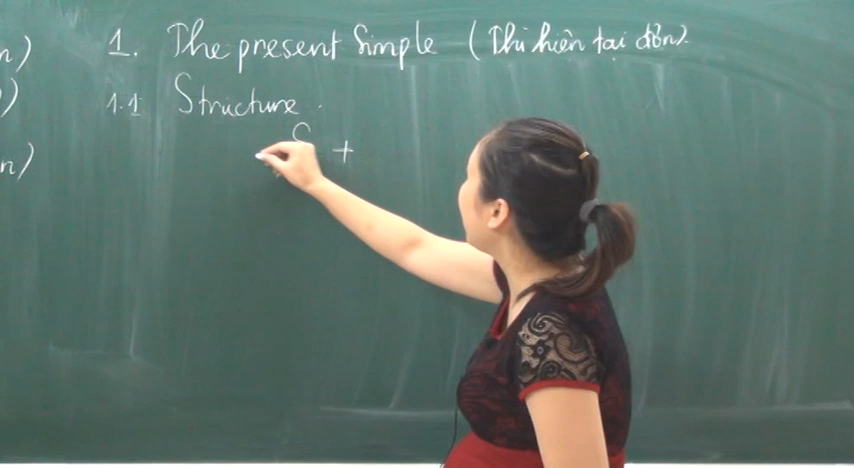 1. The present Simple (Thì hiện tại đơn).
1.1 Structure.
S +
n)
)
n)